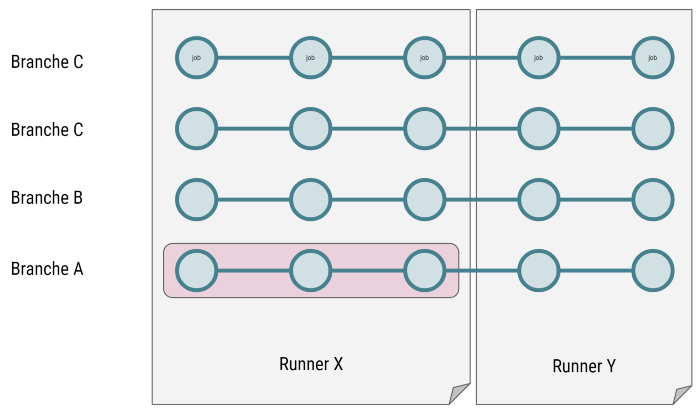 Branche C
job job job job job
Branche C
Branche B
Branche A
Runner X
Runner Y